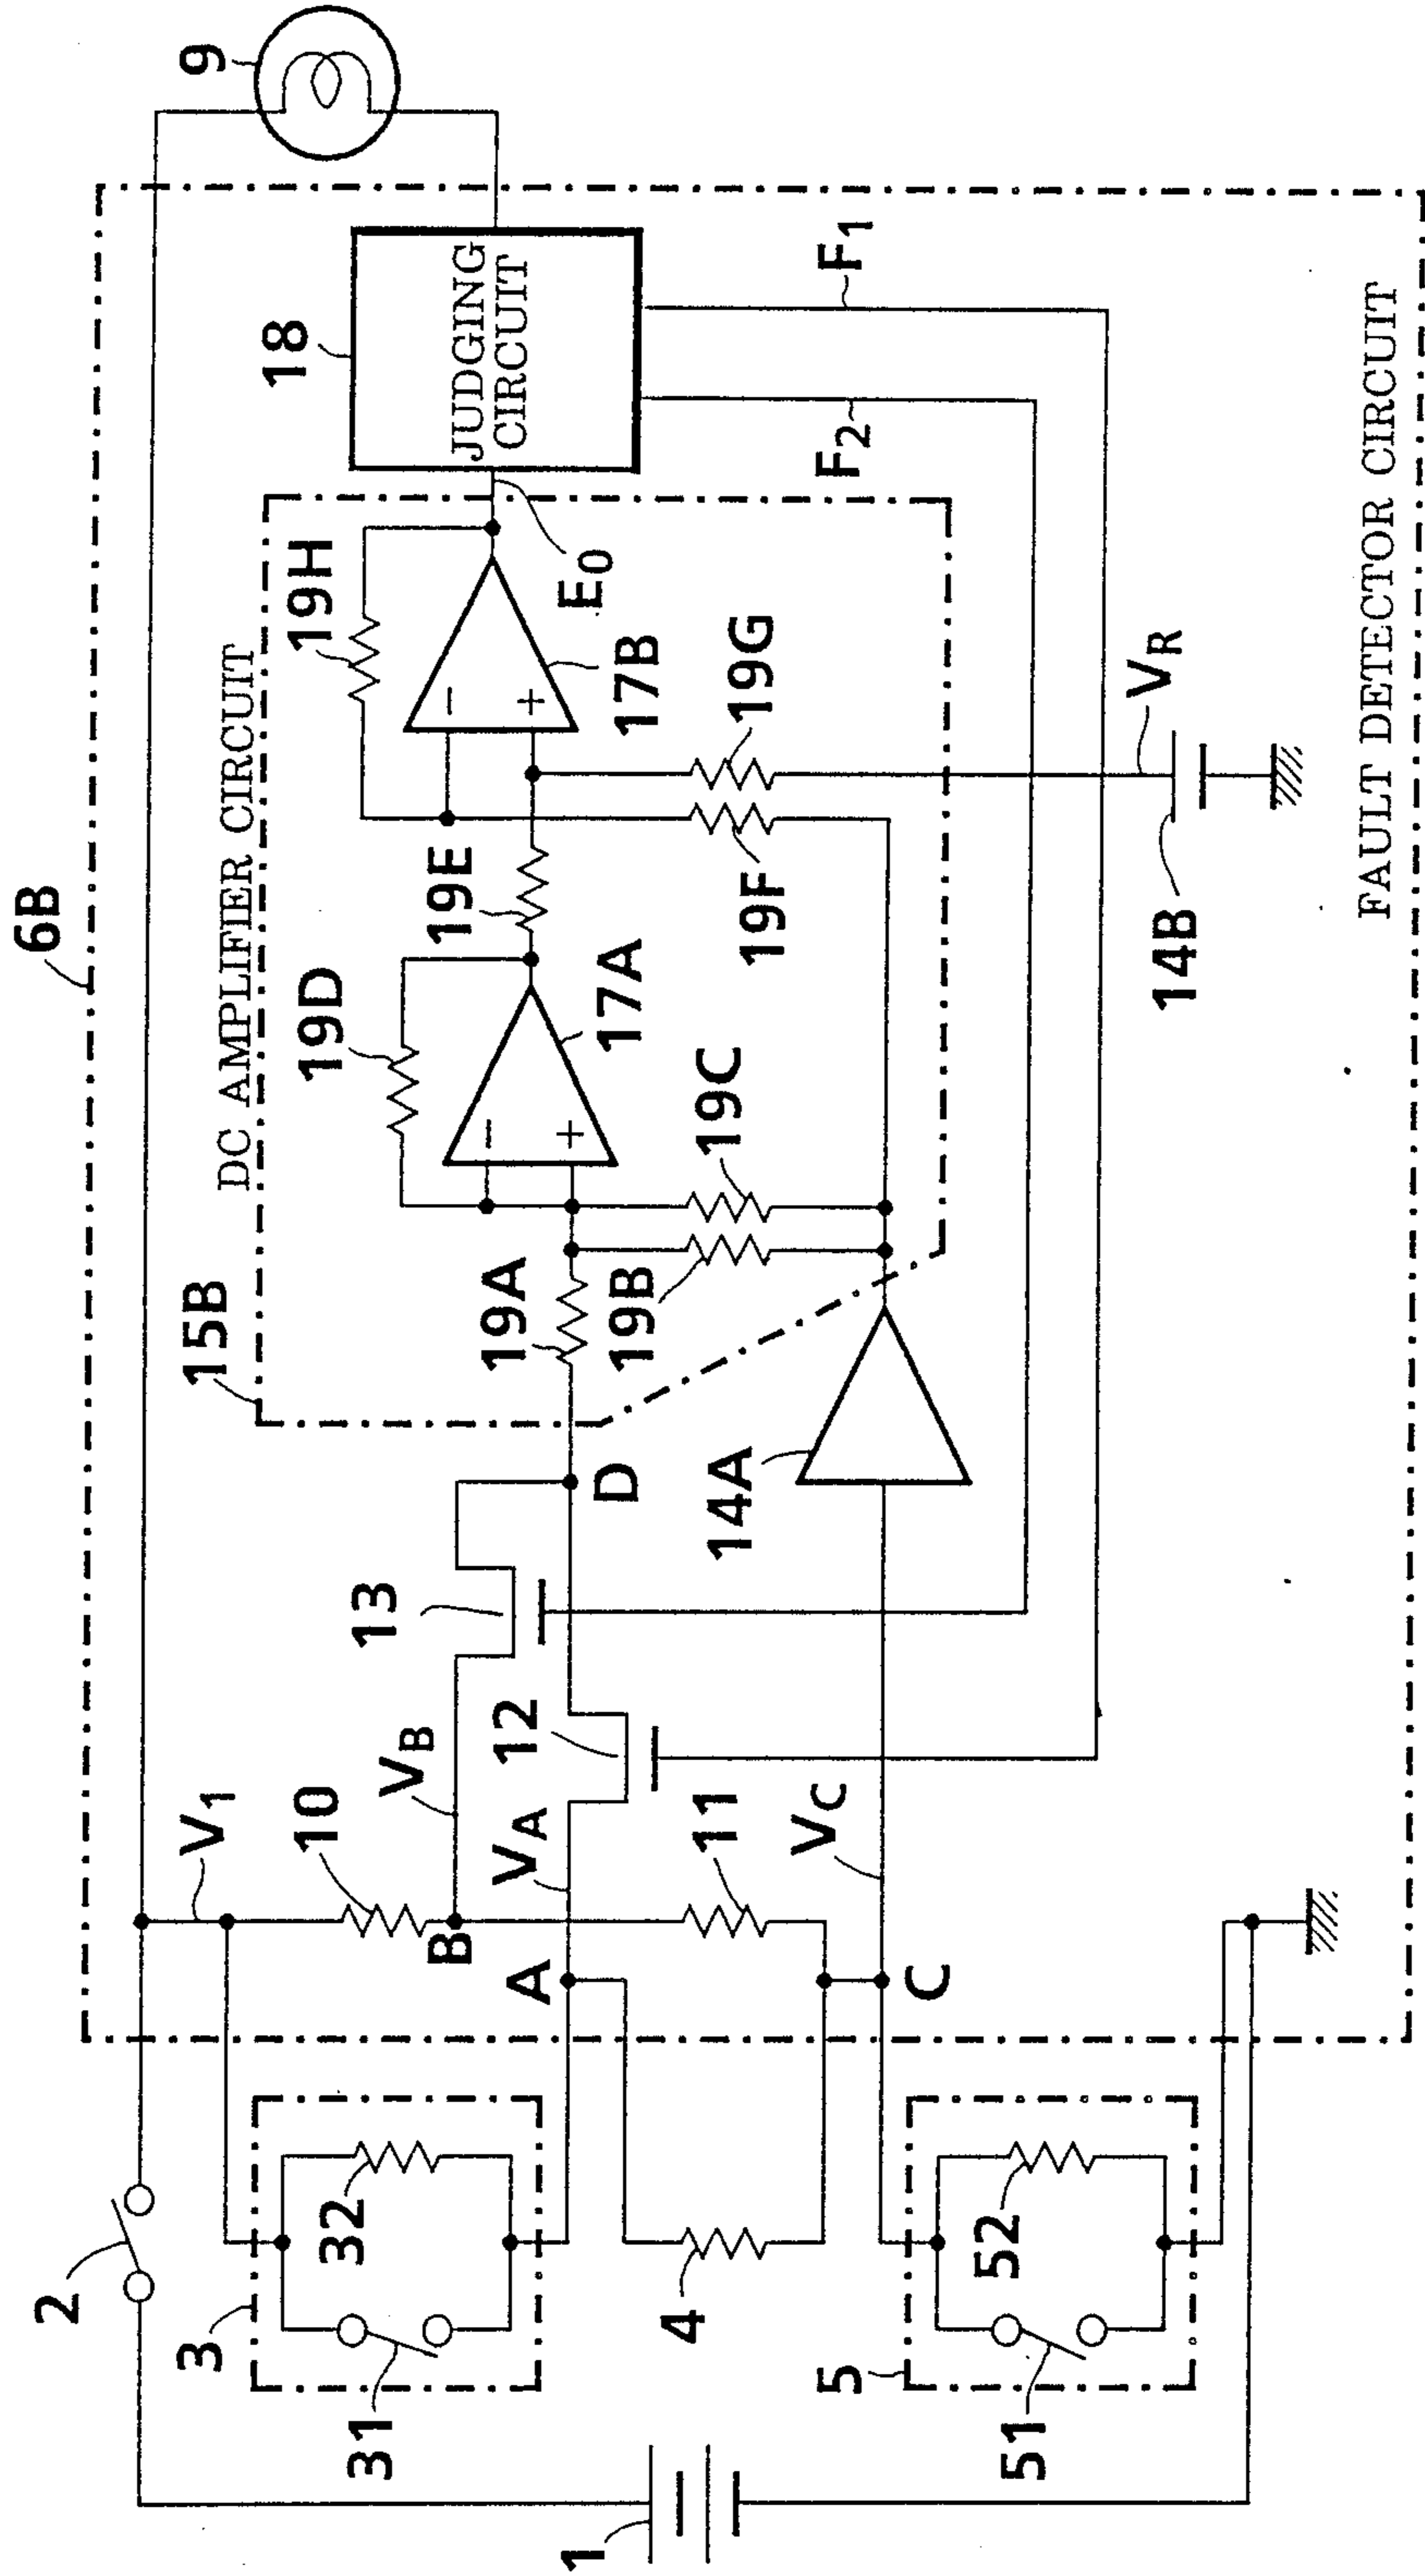 6B
9
18
JUDGING
CIRCUIT
F1
F2
DC AMPLIFIER CIRCUIT
15B
19H
E0
17B
19G
19D
19E
17A
19F
19C
19A
19B
VR
14B
14A
D
13
12
V1
10
VB
VA
11
VC
B
A
C
2
3
32
31
4
5
52
51
1
−
+
−
+
FAULT DETECTOR CIRCUIT